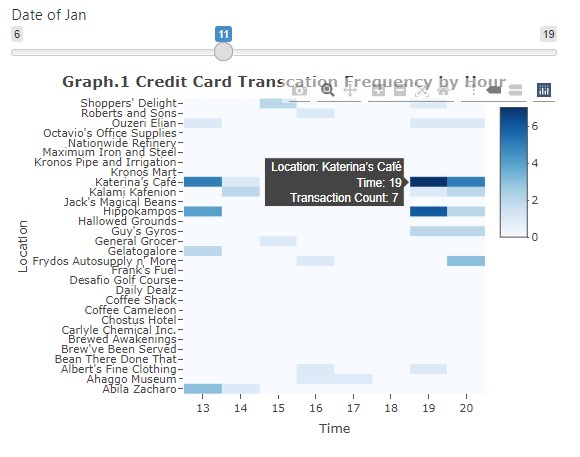 Date of Jan
6
11
19
Graph.1 Credit Card Transcation Frequency by Hour
Shoppers' Delight
Roberts and Sons
Ouzeri Elian
Octavio's Office Supplies
Nationwide Refinery
Maximum Iron and Steel
Kronos Pipe and Irrigation
Kronos Mart
Katerina's Café
Kalami Kafenion
Jack's Magical Beans
Hippokampos
Hallowed Grounds
Guy's Gyros
General Grocer
Gelatogalore
Frydos Autosupply n' More
Frank's Fuel
Desafio Golf Course
Daily Dealz
Coffee Shack
Coffee Cameleon
Chostus Hotel
Carlyle Chemical Inc.
Brewed Awakenings
Brew've Been Served
Bean There Done That
Albert's Fine Clothing
Ahaggo Museum
Abila Zacharo
Location
Location: Katerina's Café
Time: 19
Transaction Count: 7
6
4
2
0
13 14 15 16 17 18 19 20
Time